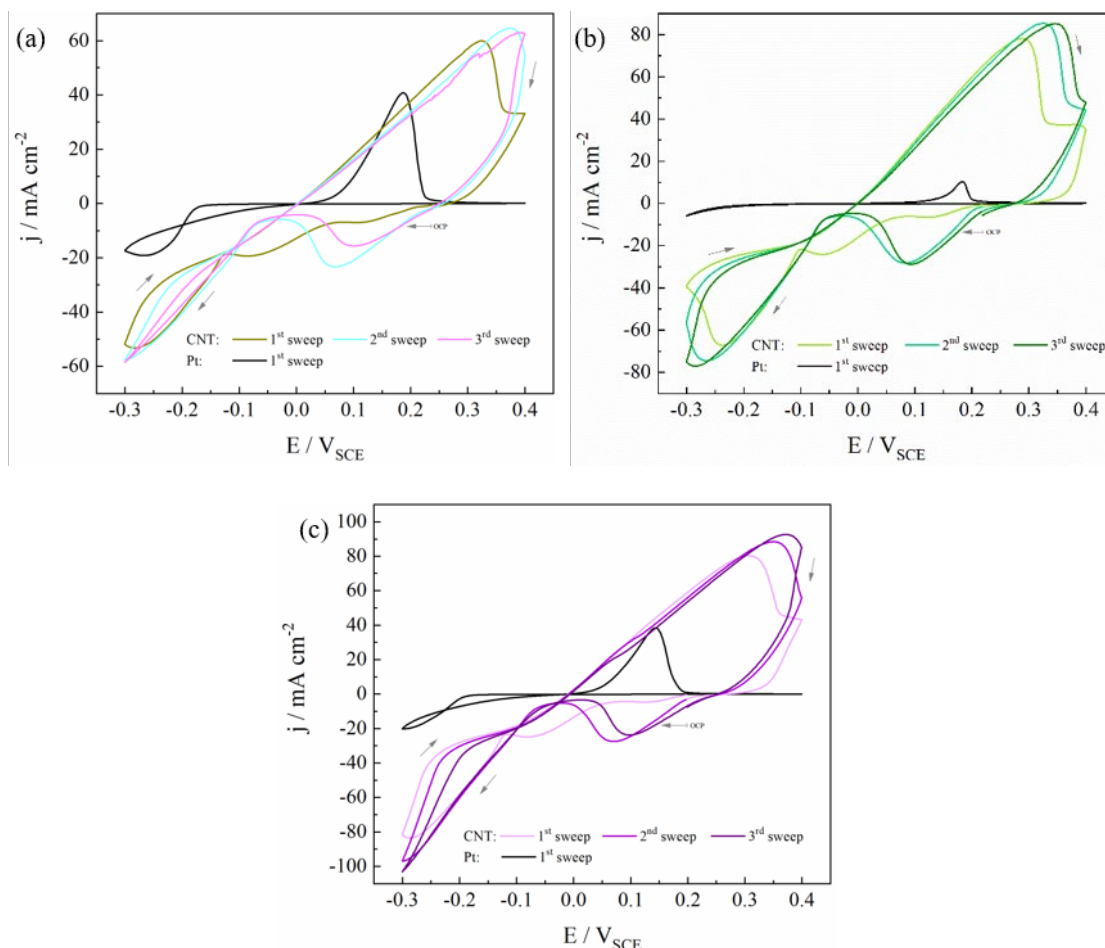 (a)
60
40
20
0
-20
-40
-60
j / mA cm⁻²
OCP
CNT: 1ˢᵗ sweep 2ⁿᵈ sweep 3ʳᵈ sweep
Pt: 1ˢᵗ sweep
-0.3 -0.2 -0.1 0.0 0.1 0.2 0.3 0.4
E / V_SCE
(b)
80
60
40
20
0
-20
-40
-60
-80
j / mA cm⁻²
OCP
CNT: 1ˢᵗ sweep 2ⁿᵈ sweep 3ʳᵈ sweep
Pt: 1ˢᵗ sweep
-0.3 -0.2 -0.1 0.0 0.1 0.2 0.3 0.4
E / V_SCE
(c)
100
80
60
40
20
0
-20
-40
-60
-80
-100
j / mA cm⁻²
OCP
CNT: 1ˢᵗ sweep 2ⁿᵈ sweep 3ʳᵈ sweep
Pt: 1ˢᵗ sweep
-0.3 -0.2 -0.1 0.0 0.1 0.2 0.3 0.4
E / V_SCE